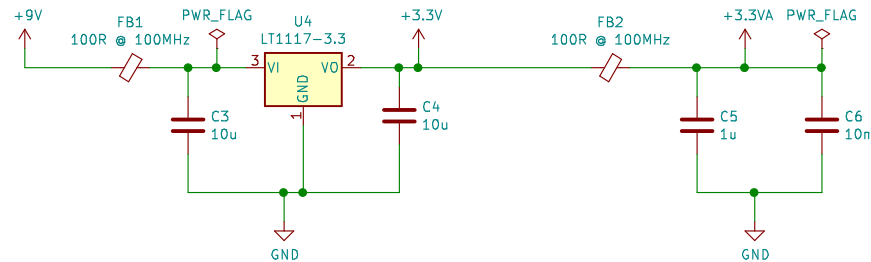 +9V
FB1
100R @ 100MHz
PWR_FLAG
U4
LT1117-3.3
3
VI
VO
2
GND
1
+3.3V
C3
10u
C4
10u
GND
FB2
100R @ 100MHz
+3.3VA
PWR_FLAG
C5
1u
C6
10n
GND